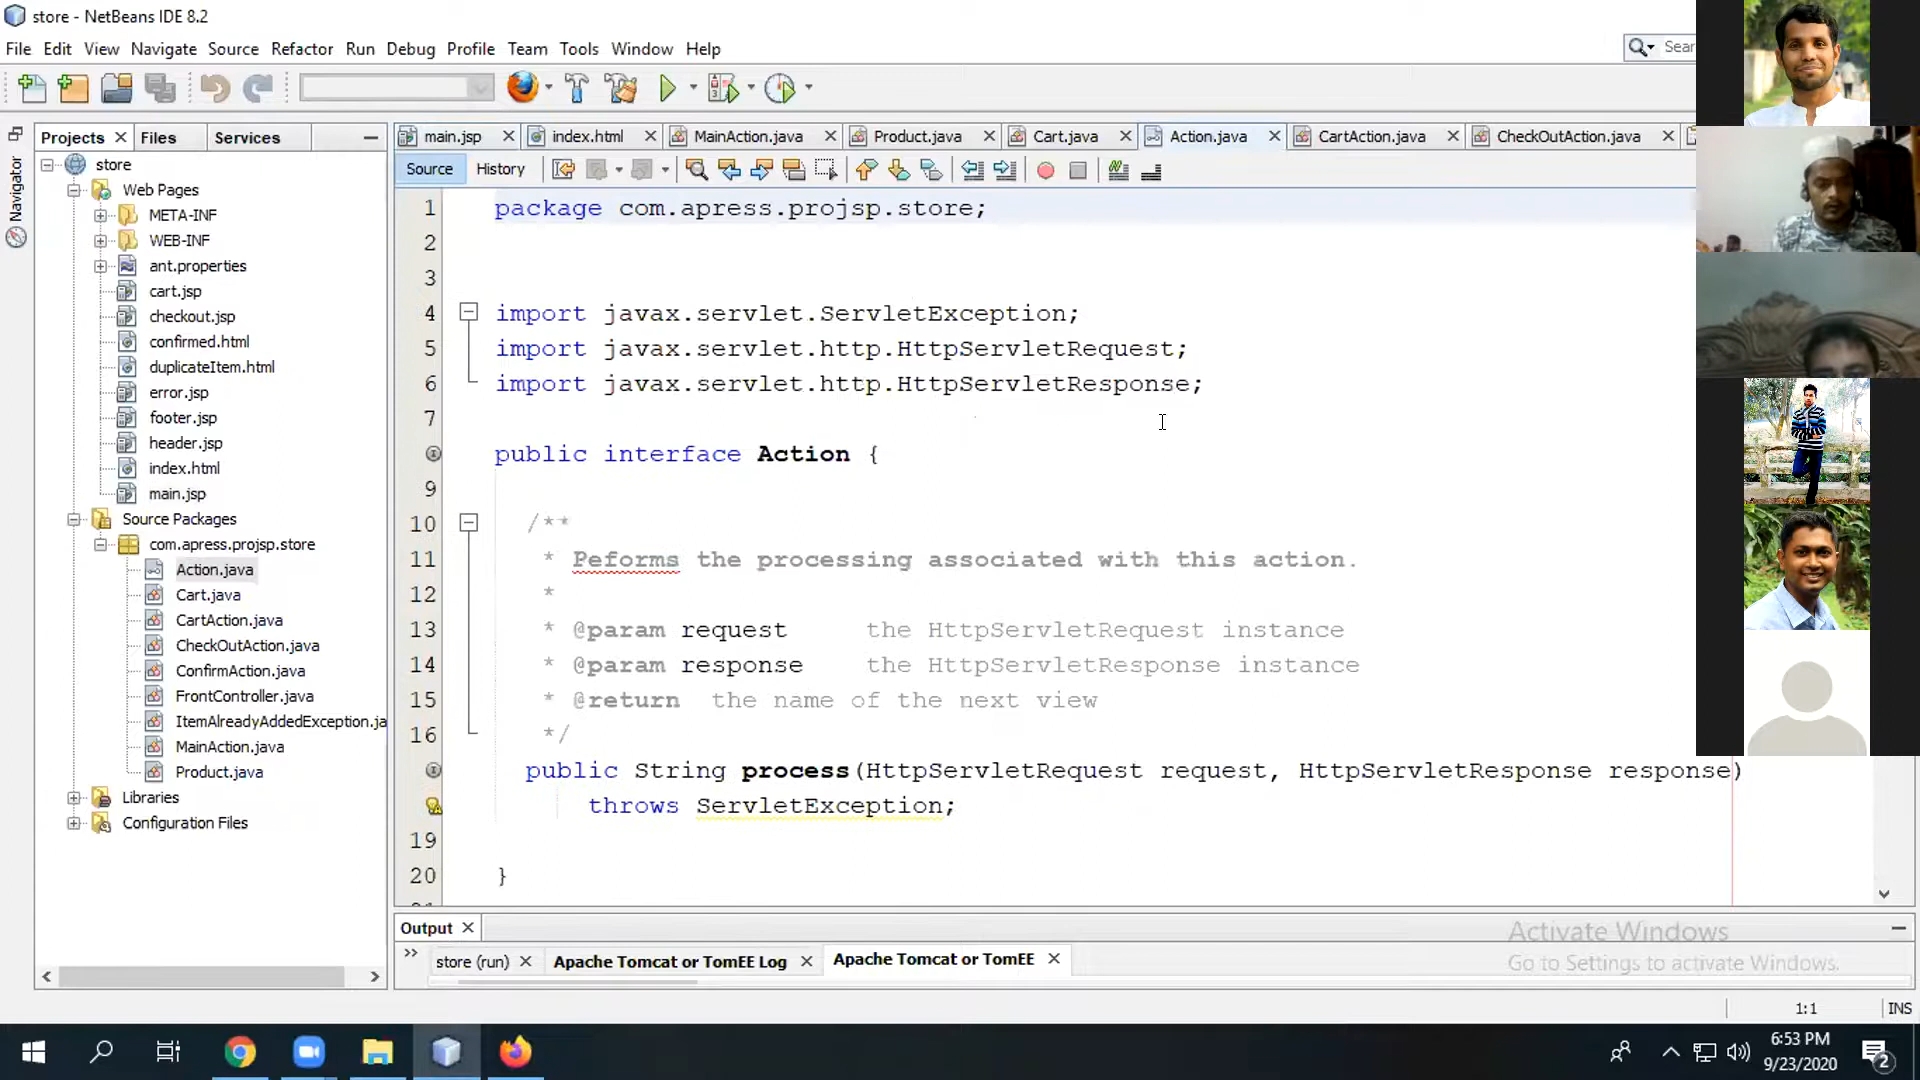 store - NetBeans IDE 8.2
File Edit View Navigate Source Refactor Run Debug Profile Team Tools Window Help
Sear
Projects Files Services
main.jsp index.html MainAction.java Product.java Cart.java Action.java CartAction.java CheckOutAction.java
Source History
Navigator
store
Web Pages
META-INF
WEB-INF
ant.properties
cart.jsp
checkout.jsp
confirmed.html
duplicateItem.html
error.jsp
footer.jsp
header.jsp
index.html
main.jsp
Source Packages
com.apress.projsp.store
Action.java
Cart.java
CartAction.java
CheckOutAction.java
ConfirmAction.java
FrontController.java
ItemAlreadyAddedException.ja
MainAction.java
Product.java
Libraries
Configuration Files
1 package com.apress.projsp.store;
2
3
4 import javax.servlet.ServletException;
5 import javax.servlet.http.HttpServletRequest;
6 import javax.servlet.http.HttpServletResponse;
7
public interface Action {
9
10 /**
11 * Peforms the processing associated with this action.
12 *
13 * @param request the HttpServletRequest instance
14 * @param response the HttpServletResponse instance
15 * @return the name of the next view
16 */
public String process(HttpServletRequest request, HttpServletResponse response)
throws ServletException;
19
20 }
Output
store (run) Apache Tomcat or TomEE Log Apache Tomcat or TomEE
Activate Windows
Go to Settings to activate Windows.
1:1 INS
6:53 PM
9/23/2020
2